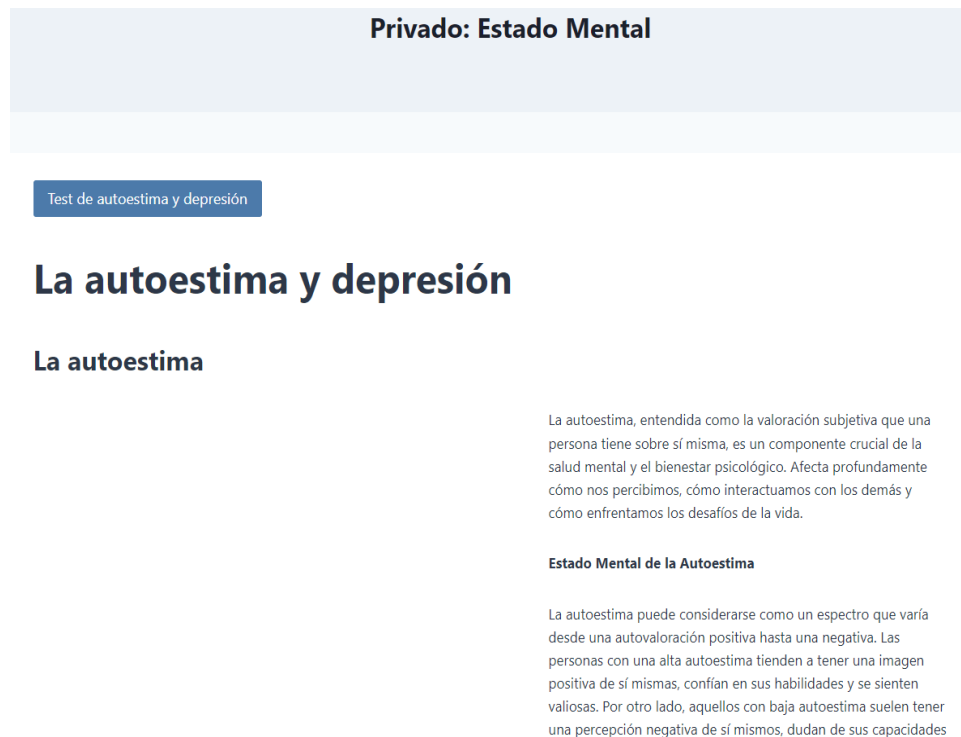 Privado: Estado Mental
Test de autoestima y depresión
La autoestima y depresión
La autoestima
La autoestima, entendida como la valoración subjetiva que una
persona tiene sobre sí misma, es un componente crucial de la
salud mental y el bienestar psicológico. Afecta profundamente
cómo nos percibimos, cómo interactuamos con los demás y
cómo enfrentamos los desafíos de la vida.
Estado Mental de la Autoestima
La autoestima puede considerarse como un espectro que varía
desde una autovaloración positiva hasta una negativa. Las
personas con una alta autoestima tienden a tener una imagen
positiva de sí mismas, confían en sus habilidades y se sienten
valiosas. Por otro lado, aquellos con baja autoestima suelen tener
una percepción negativa de sí mismos, dudan de sus capacidades